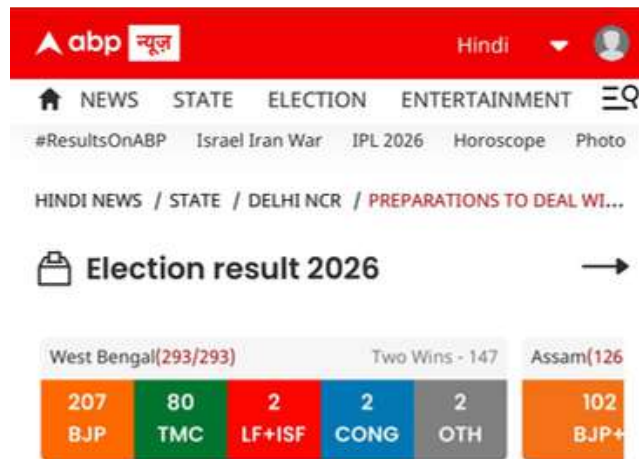 abp न्यूज़ Hindi
NEWS STATE ELECTION ENTERTAINMENT
#ResultsOnABP Israel Iran War IPL 2026 Horoscope Photo
HINDI NEWS / STATE / DELHI NCR / PREPARATIONS TO DEAL WI...
Election result 2026
West Bengal(293/293) Two Wins - 147 Assam(126
207 80 2 2 2 102
BJP TMC LF+ISF CONG OTH BJP+